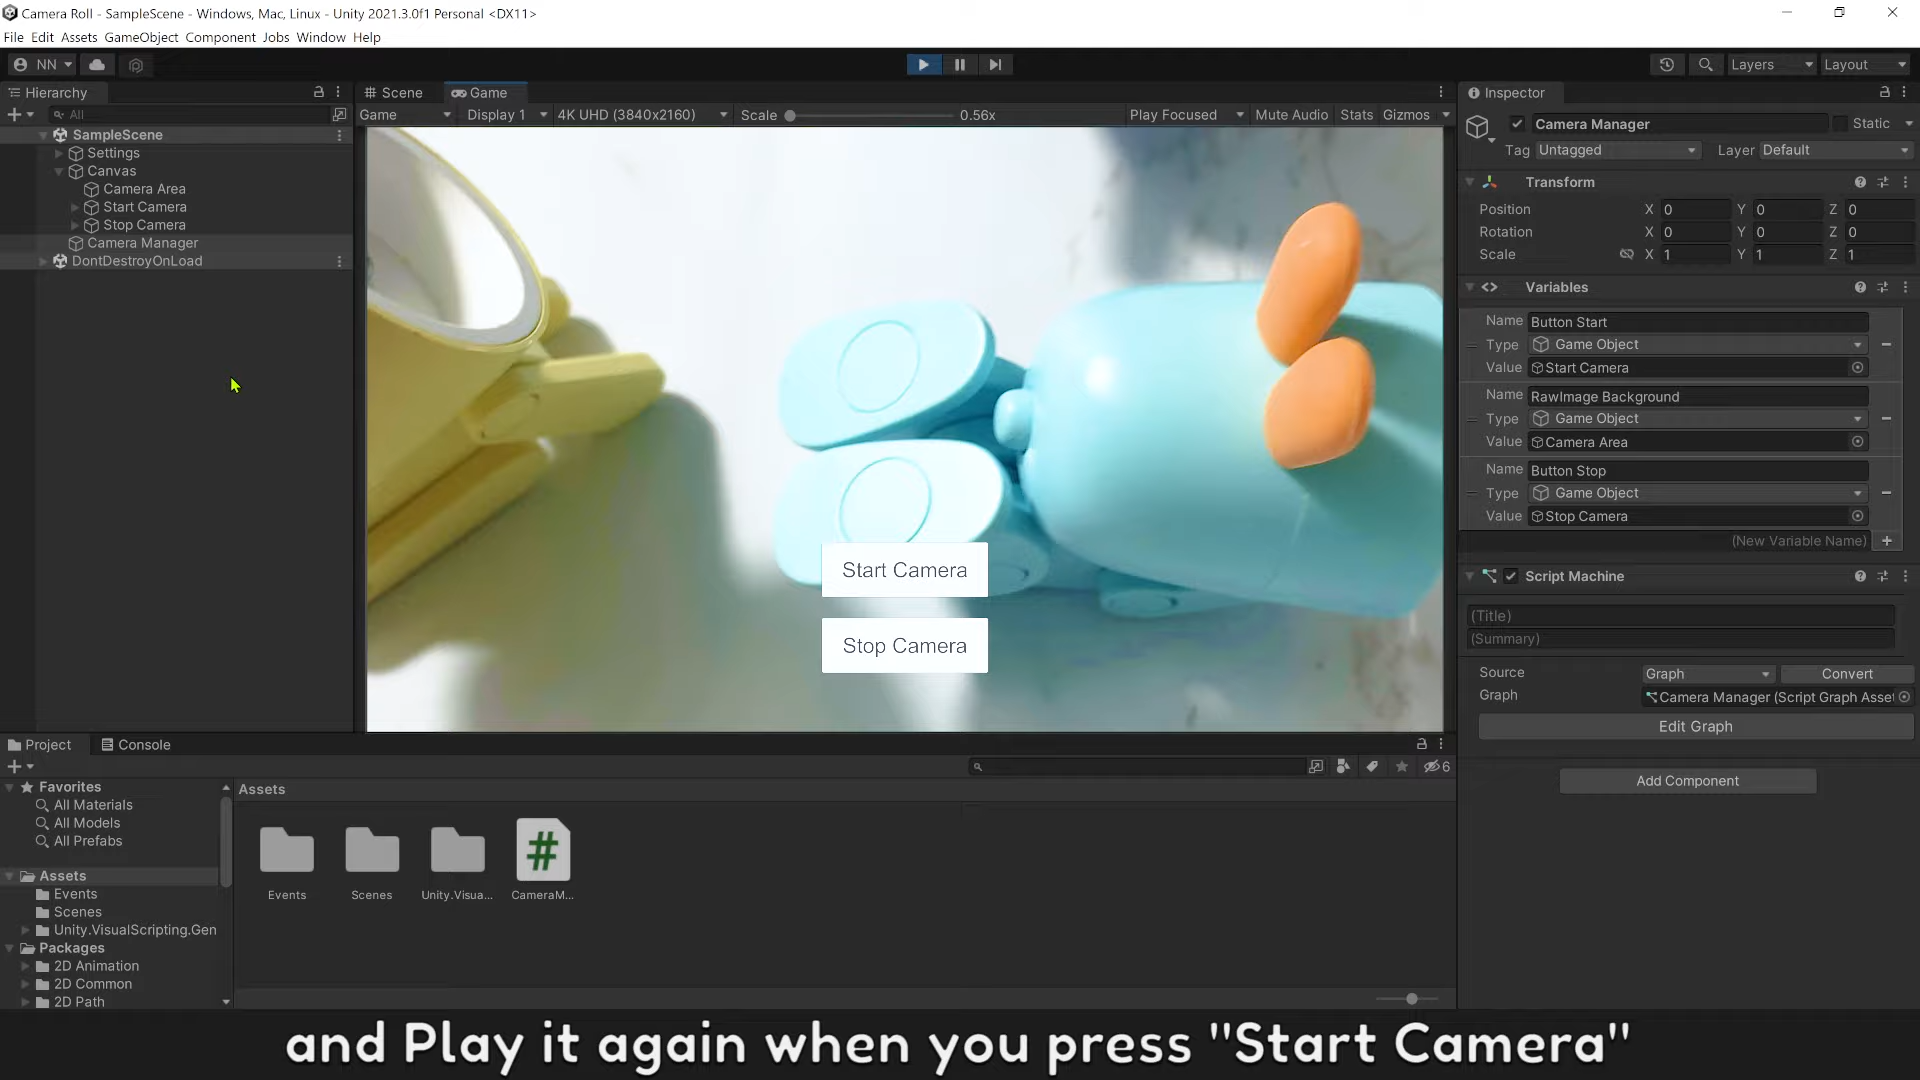 Camera Roll - SampleScene - Windows, Mac, Linux - Unity 2021.3.0f1 Personal <DX11>
File Edit Assets GameObject Component Jobs Window Help
NN
Layers
Layout
Hierarchy
All
SampleScene
Settings
Canvas
Camera Area
Start Camera
Stop Camera
Camera Manager
DontDestroyOnLoad
Scene
Game
Game
Display 1
4K UHD (3840x2160)
Scale
0.56x
Play Focused
Mute Audio
Stats
Gizmos
Start Camera
Stop Camera
Inspector
Camera Manager
Static
Tag Untagged
Layer Default
Transform
Position X 0 Y 0 Z 0
Rotation X 0 Y 0 Z 0
Scale X 1 Y 1 Z 1
Variables
Name Button Start
Type Game Object
Value Start Camera
Name RawImage Background
Type Game Object
Value Camera Area
Name Button Stop
Type Game Object
Value Stop Camera
(New Variable Name)
Script Machine
(Title)
(Summary)
Source Graph Convert
Graph Camera Manager (Script Graph Asset
Edit Graph
Add Component
Project
Console
6
Favorites
All Materials
All Models
All Prefabs
Assets
Events
Scenes
Unity.VisualScripting.Gen
Packages
2D Animation
2D Common
2D Path
Assets
Events
Scenes
Unity.Visua...
CameraM...
and Play it again when you press "Start Camera"